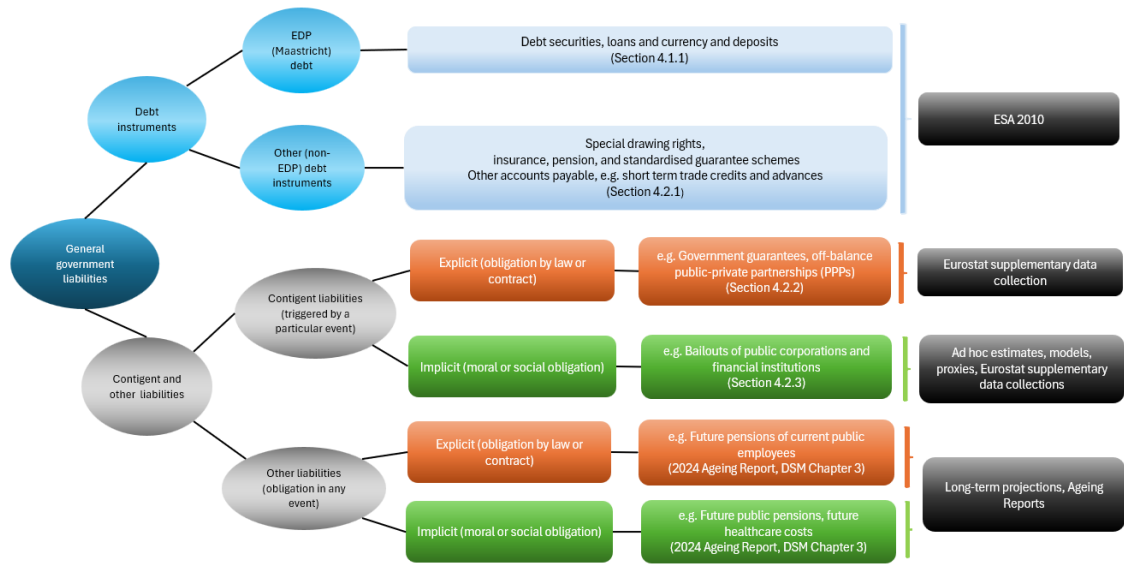 EDP
(Maastricht)
debt
Debt securities, loans and currency and deposits
(Section 4.1.1)
Debt
instruments
ESA 2010
Other (non-
EDP) debt
instruments
Special drawing rights,
insurance, pension, and standardised guarantee schemes
Other accounts payable, e.g. short term trade credits and advances
(Section 4.2.1)
General
government
liabilities
Contigent liabilities
(triggered by a
particular event)
Explicit (obligation by law or
contract)
e.g. Government guarantees, off-balance
public-private partnerships (PPPs)
(Section 4.2.2)
Eurostat supplementary data
collection
Implicit (moral or social obligation)
e.g. Bailouts of public corporations and
financial institutions
(Section 4.2.3)
Ad hoc estimates, models,
proxies, Eurostat supplementary
data collections
Contigent and
other liabilities
Other liabilities
(obligation in any
event)
Explicit (obligation by law or
contract)
e.g. Future pensions of current public
employees
(2024 Ageing Report, DSM Chapter 3)
Long-term projections, Ageing
Reports
Implicit (moral or social obligation)
e.g. Future public pensions, future
healthcare costs
(2024 Ageing Report, DSM Chapter 3)